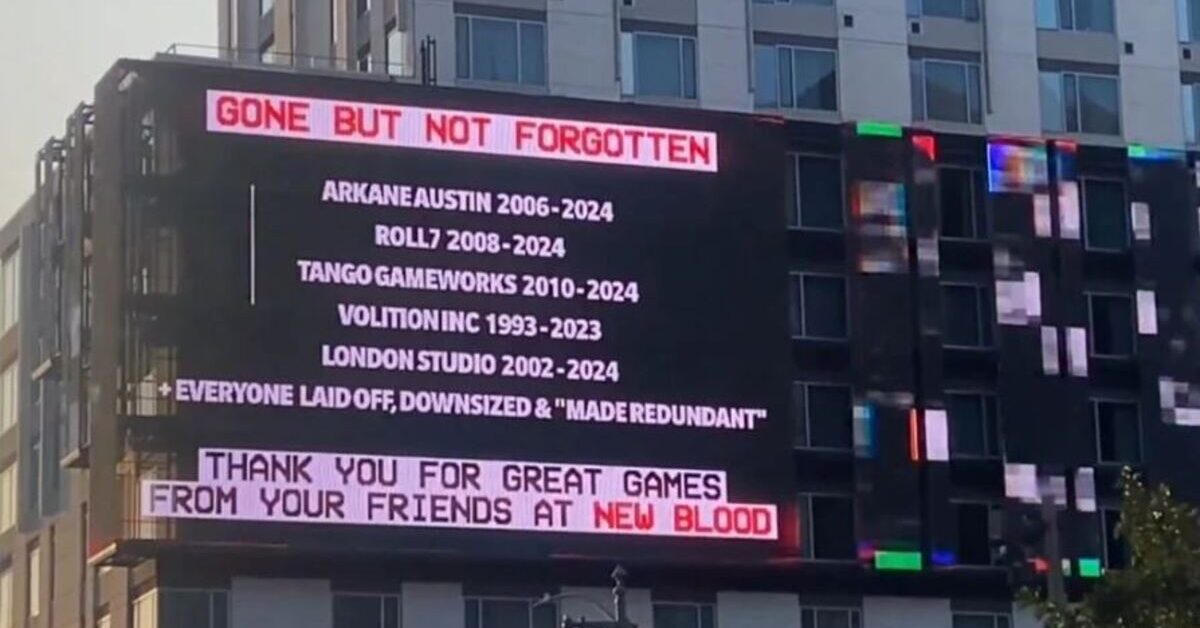 GONE BUT NOT FORGOTTEN
ARKANE AUSTIN 2006-2024
ROLL7 2008-2024
TANGO GAMEWORKS 2010-2024
VOLITION INC 1993-2023
LONDON STUDIO 2002-2024
+ EVERYONE LAID OFF, DOWNSIZED & "MADE REDUNDANT"
THANK YOU FOR GREAT GAMES
FROM YOUR FRIENDS AT NEW BLOOD